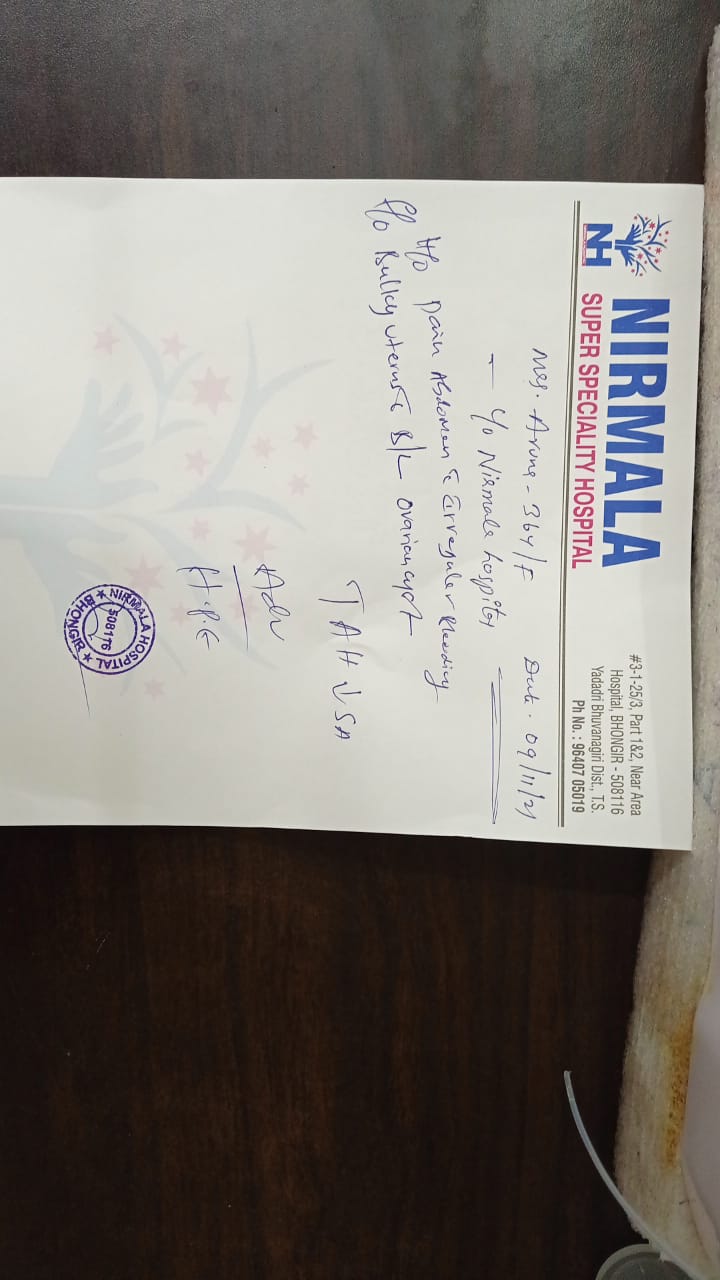 NH
NIRMALA
SUPER SPECIALITY HOSPITAL
#3-1-25/3, Part 1&2, Near Area
Hospital, BHONGIR - 508116
Yadadri Bhuvanagiri Dist., T.S.
Ph No. : 96407 05019
Mrs. Aruna - 36y/F Date. 09/11/21
Nirmala hospital
H/o Pain Abdomen c Irregular Bleeding
Bulky uterus c B/L ovarian cyst
TAH ↓ SA
Adv
H.P.E
NIRMALA HOSPITAL
★ BHONGIR ★
508116